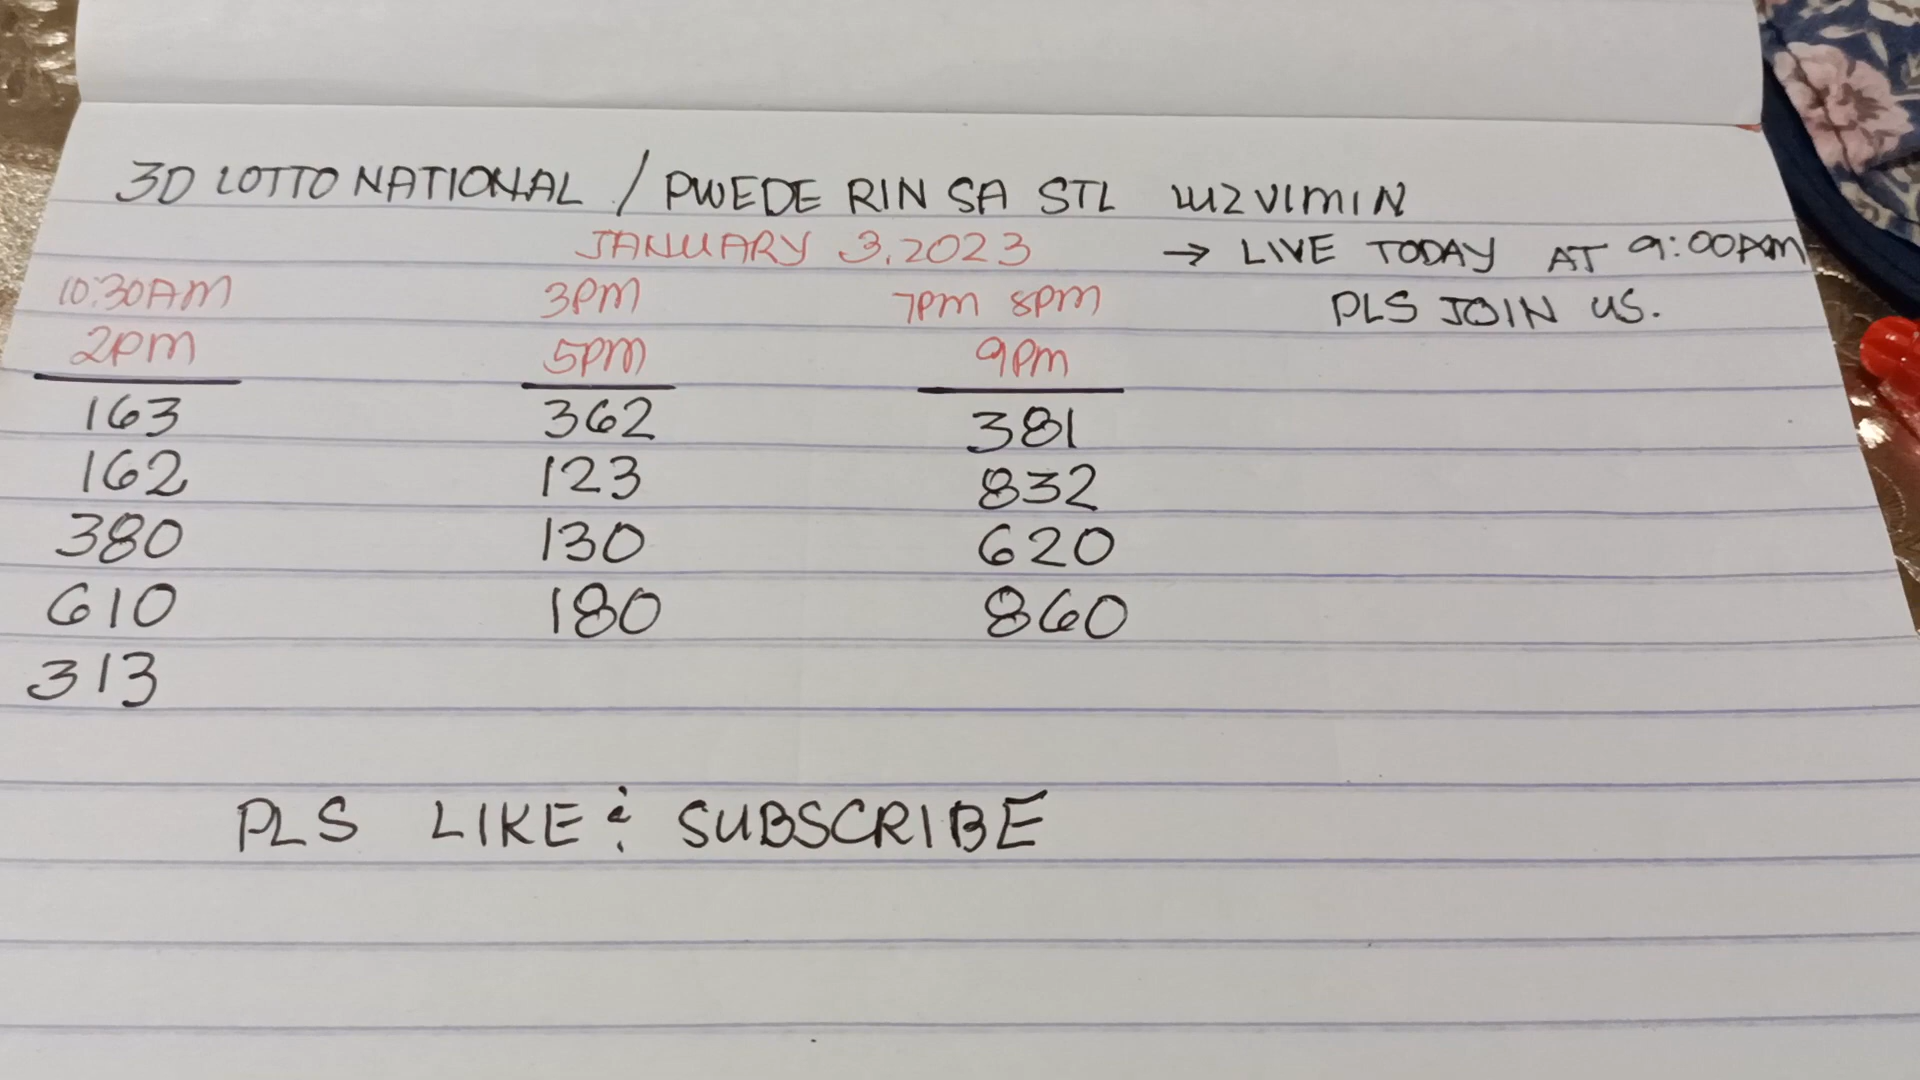 3D LOTTO NATIONAL / PWEDE RIN SA STL LUZVIMIN
JANUARY 3, 2023 → LIVE TODAY AT 9:00AM
10:30AM 3PM 7PM 8PM PLS JOIN US.
2PM 5PM 9PM
163 362 381
162 123 832
380 130 620
610 180 860
313
PLS LIKE & SUBSCRIBE